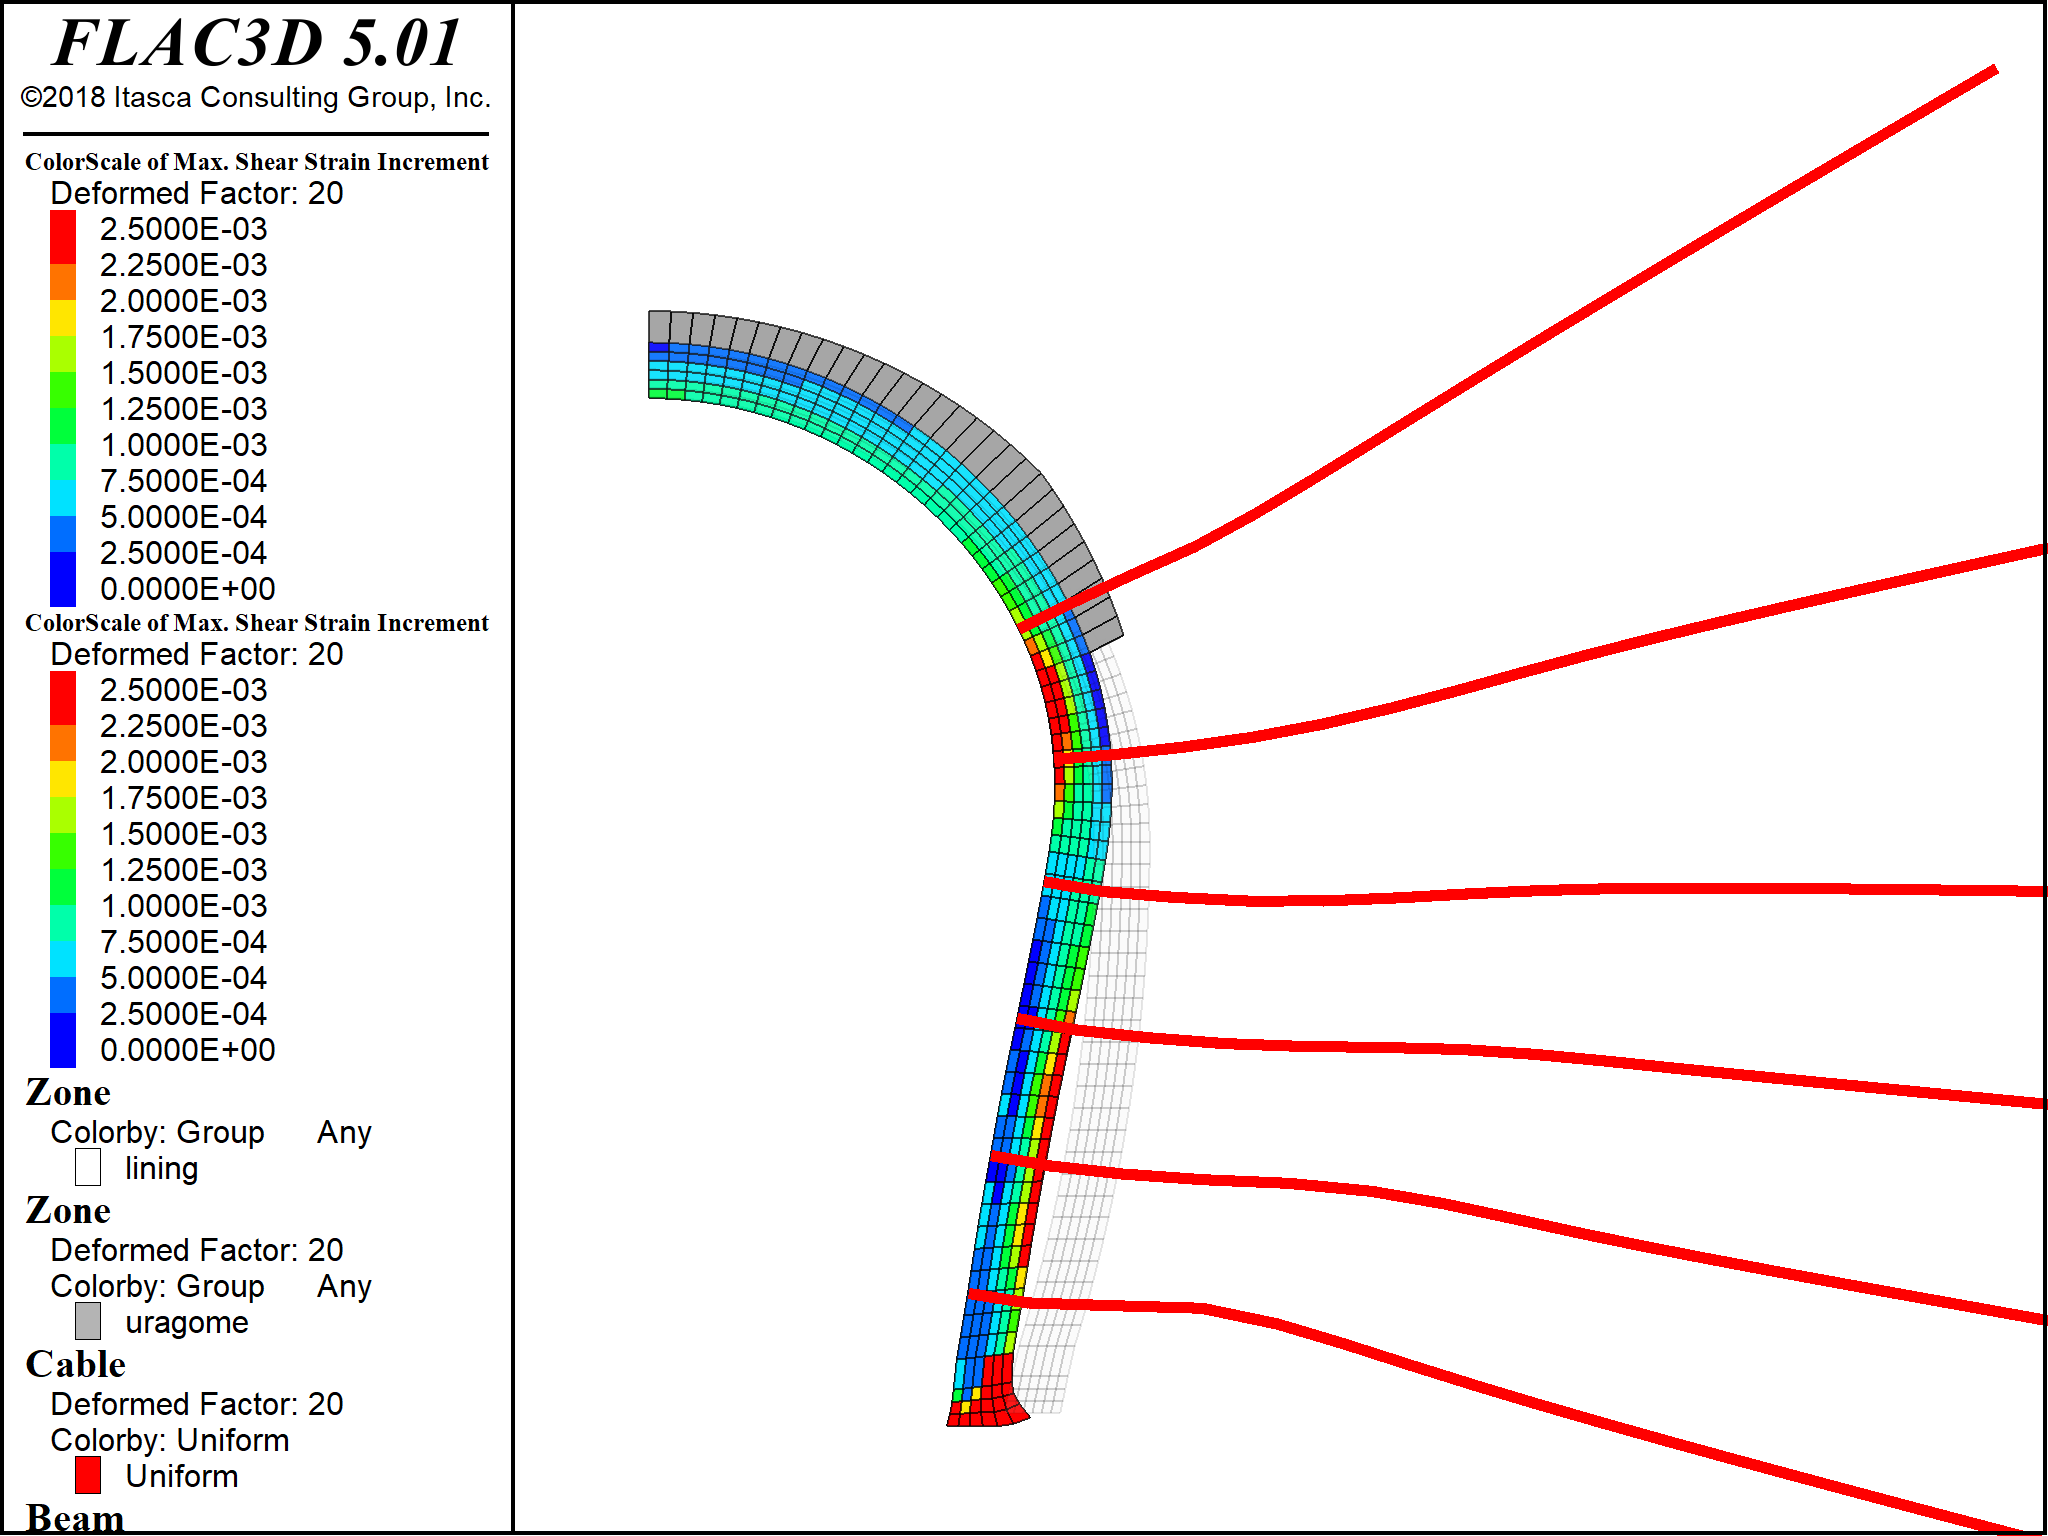 FLAC3D 5.01
©2018 Itasca Consulting Group, Inc.
ColorScale of Max. Shear Strain Increment
Deformed Factor: 20
2.5000E-03
2.2500E-03
2.0000E-03
1.7500E-03
1.5000E-03
1.2500E-03
1.0000E-03
7.5000E-04
5.0000E-04
2.5000E-04
0.0000E+00
ColorScale of Max. Shear Strain Increment
Deformed Factor: 20
2.5000E-03
2.2500E-03
2.0000E-03
1.7500E-03
1.5000E-03
1.2500E-03
1.0000E-03
7.5000E-04
5.0000E-04
2.5000E-04
0.0000E+00
Zone
Colorby: Group Any
lining
Zone
Deformed Factor: 20
Colorby: Group Any
uragome
Cable
Deformed Factor: 20
Colorby: Uniform
Uniform
Beam